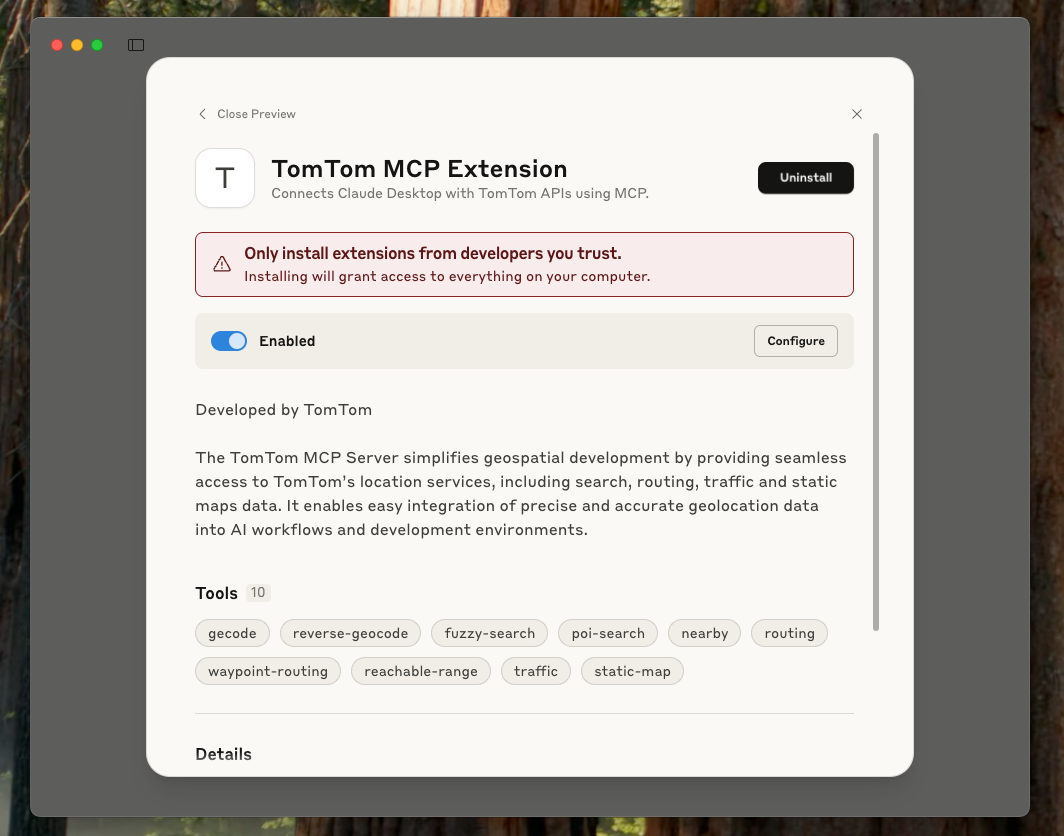 Close Preview
T
TomTom MCP Extension
Connects Claude Desktop with TomTom APIs using MCP.
Uninstall
Only install extensions from developers you trust.
Installing will grant access to everything on your computer.
Enabled
Configure
Developed by TomTom
The TomTom MCP Server simplifies geospatial development by providing seamless
access to TomTom's location services, including search, routing, traffic and static
maps data. It enables easy integration of precise and accurate geolocation data
into AI workflows and development environments.
Tools 10
gecode reverse-geocode fuzzy-search poi-search nearby routing
waypoint-routing reachable-range traffic static-map
Details